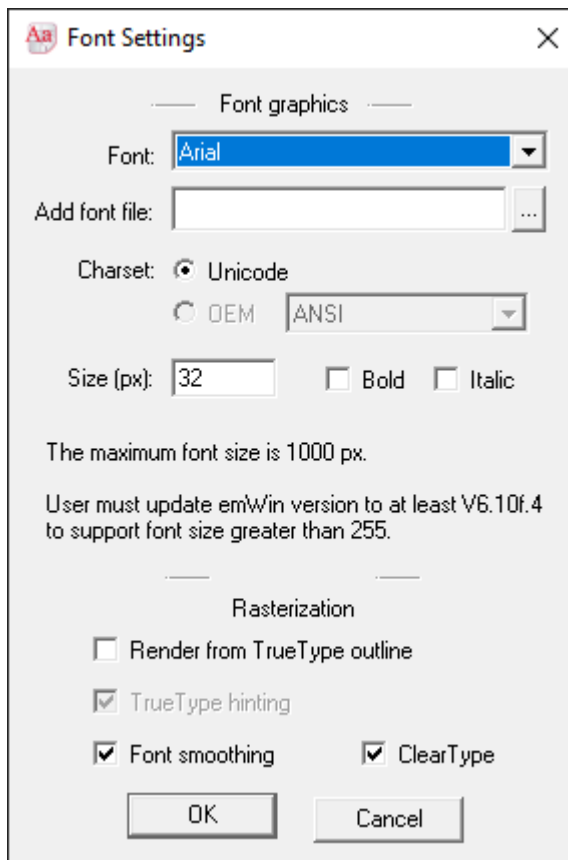 Aa Font Settings
Font graphics
Font: Arial
Add font file: ...
Charset: Unicode
OEM ANSI
Size (px): 32 Bold Italic
The maximum font size is 1000 px.
User must update emWin version to at least V6.10f.4
to support font size greater than 255.
Rasterization
Render from TrueType outline
TrueType hinting
Font smoothing ClearType
OK Cancel